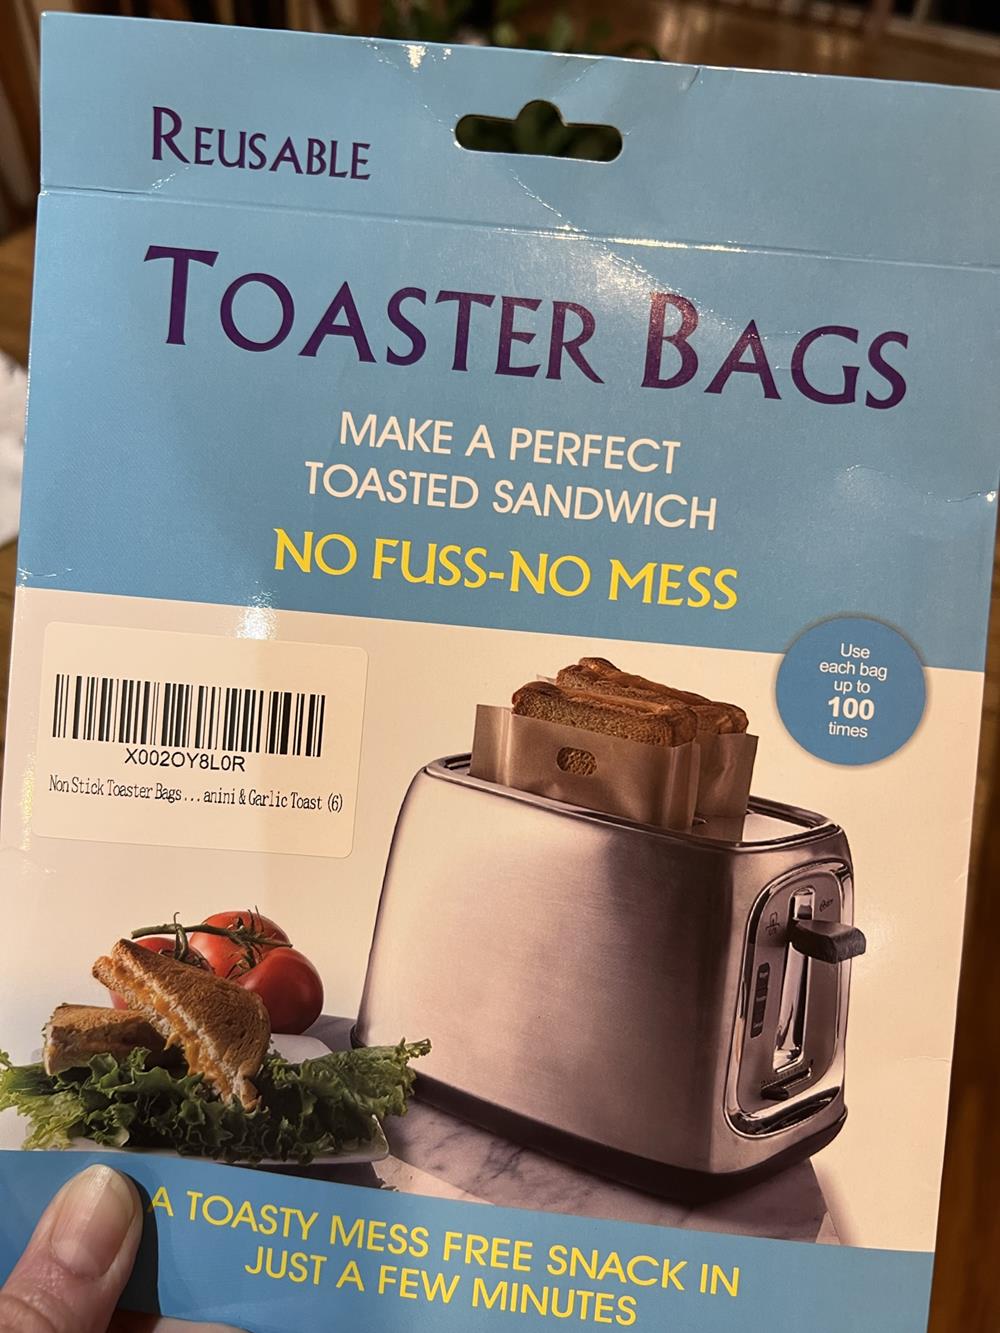 REUSABLE
TOASTER BAGS
MAKE A PERFECT
TOASTED SANDWICH
NO FUSS-NO MESS
Use
each bag
up to
100
times
X002OY8L0R
Non Stick Toaster Bags...anini & Garlic Toast (6)
Oster
A TOASTY MESS FREE SNACK IN
JUST A FEW MINUTES